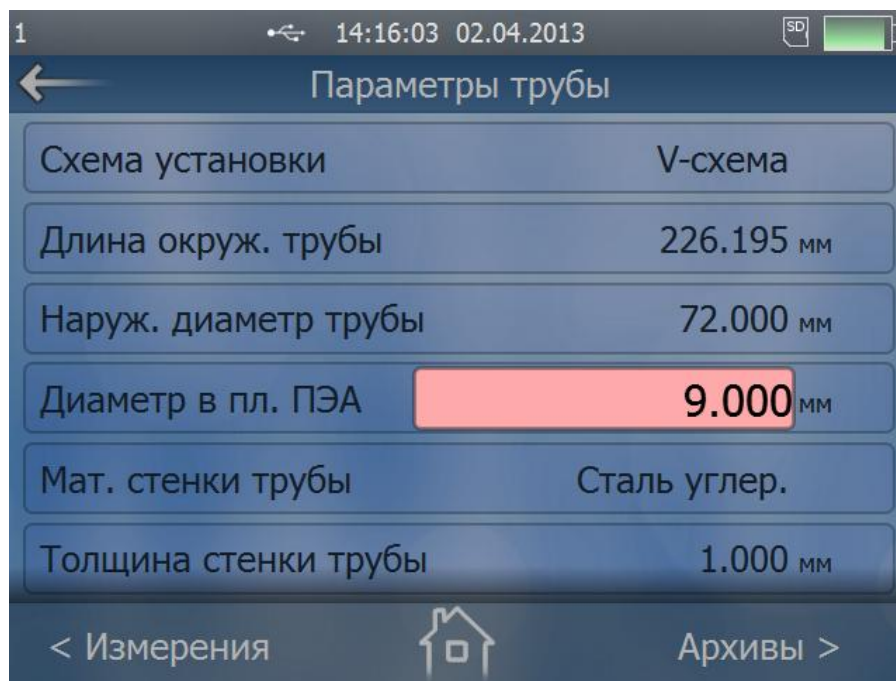 1 14:16:03 02.04.2013 SD
Параметры трубы
Схема установки V-схема
Длина окруж. трубы 226.195 мм
Наруж. диаметр трубы 72.000 мм
Диаметр в пл. ПЭА 9.000 мм
Мат. стенки трубы Сталь углер.
Толщина стенки трубы 1.000 мм
< Измерения Архивы >